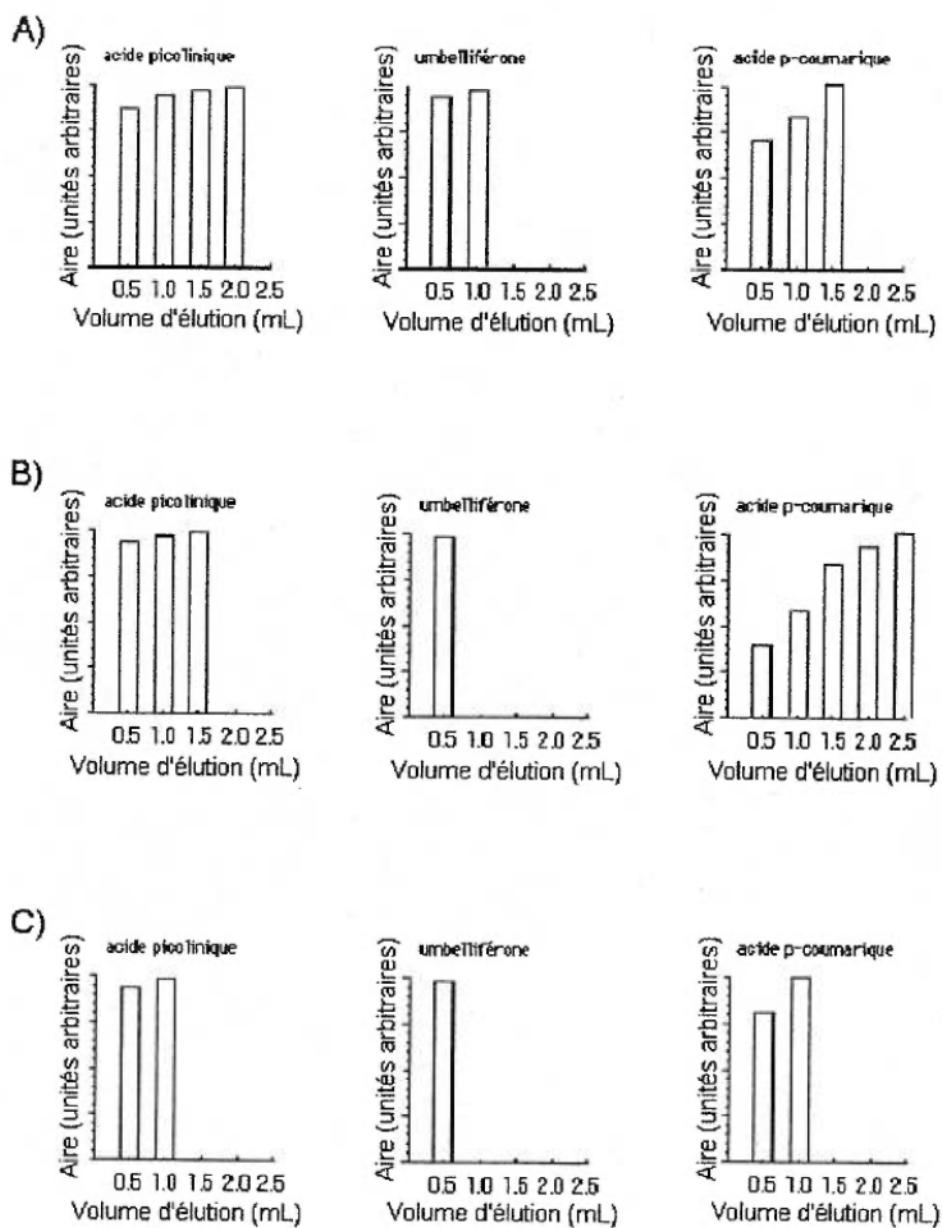 A)
acide picolinique
Aire (unités arbitraires)
0.5 1.0 1.5 2.0 2.5
Volume d'élution (mL)
umbelliférone
Aire (unités arbitraires)
0.5 1.0 1.5 2.0 2.5
Volume d'élution (mL)
acide p-coumarique
Aire (unités arbitraires)
0.5 1.0 1.5 2.0 2.5
Volume d'élution (mL)
B)
acide picolinique
Aire (unités arbitraires)
0.5 1.0 1.5 2.0 2.5
Volume d'élution (mL)
umbelliférone
Aire (unités arbitraires)
0.5 1.0 1.5 2.0 2.5
Volume d'élution (mL)
acide p-coumarique
Aire (unités arbitraires)
0.5 1.0 1.5 2.0 2.5
Volume d'élution (mL)
C)
acide picolinique
Aire (unités arbitraires)
0.5 1.0 1.5 2.0 2.5
Volume d'élution (mL)
umbelliférone
Aire (unités arbitraires)
0.5 1.0 1.5 2.0 2.5
Volume d'élution (mL)
acide p-coumarique
Aire (unités arbitraires)
0.5 1.0 1.5 2.0 2.5
Volume d'élution (mL)